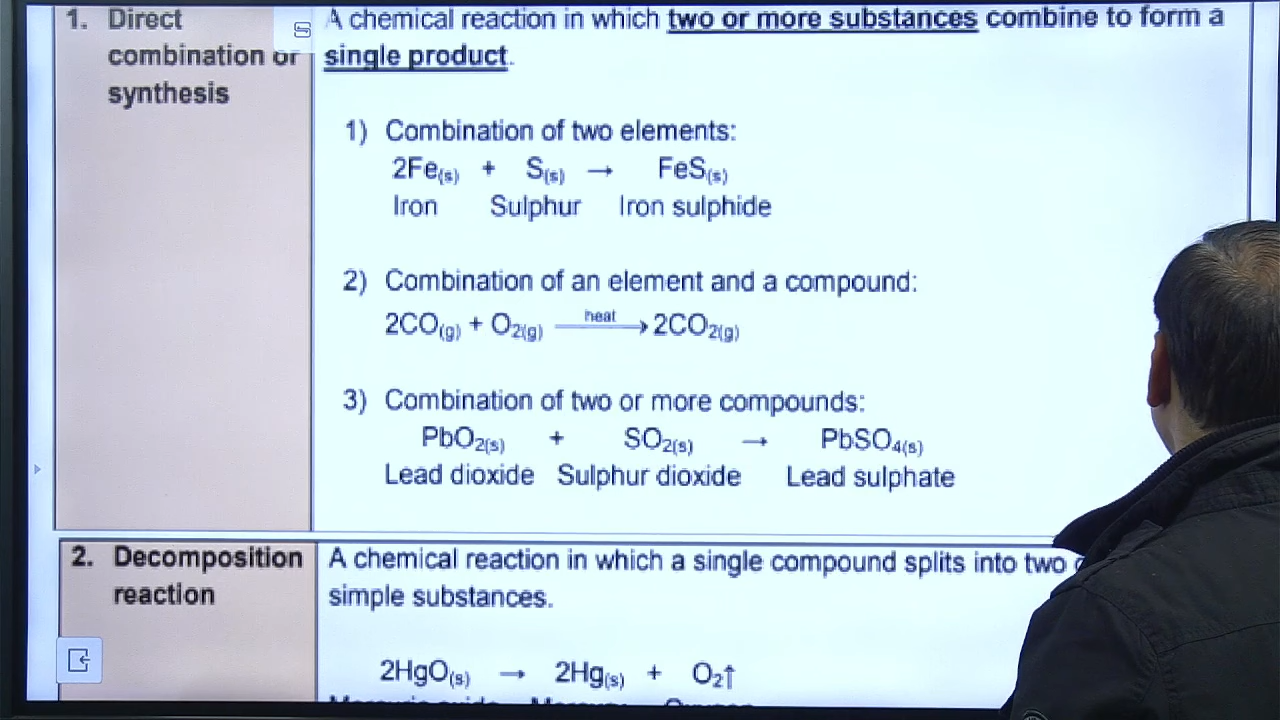 1. Direct combination or synthesis
A chemical reaction in which two or more substances combine to form a
single product.
1) Combination of two elements:
2Fe(s) + S(s) → FeS(s)
Iron Sulphur Iron sulphide
2) Combination of an element and a compound:
2CO(g) + O2(g) heat → 2CO2(g)
3) Combination of two or more compounds:
PbO2(s) + SO2(s) → PbSO4(s)
Lead dioxide Sulphur dioxide Lead sulphate
2. Decomposition reaction
A chemical reaction in which a single compound splits into two
simple substances.
2HgO(s) → 2Hg(s) + O2↑